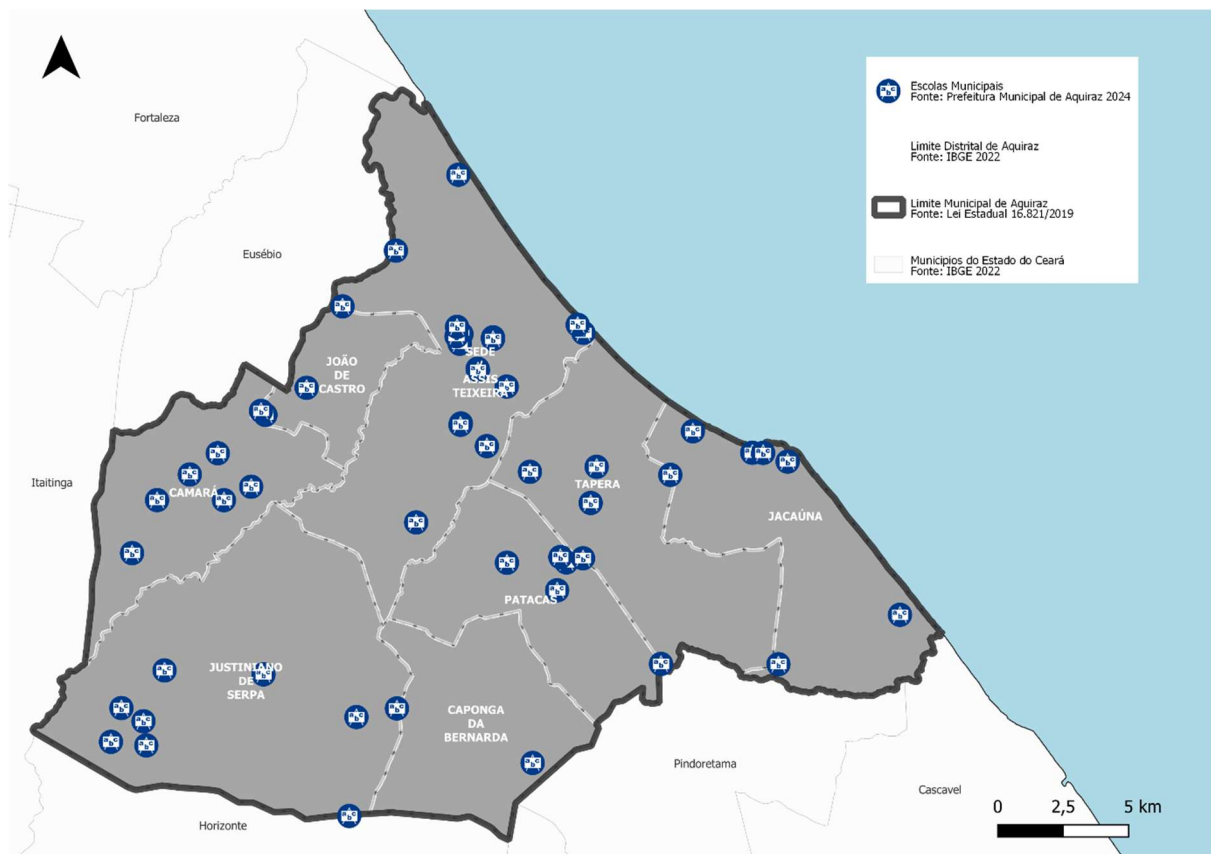 Fortaleza
Eusébio
Itaitinga
Horizonte
Pindoretama
Cascavel
JOÃO
DE
CASTRO
SEDE
ASSIS
TEIXEIRA
CAMARÁ
TAPERA
JACAÚNA
PATACAS
JUSTINIANO
DE
SERPA
CAPONGA
DA
BERNARDA
Escolas Municipais
Fonte: Prefeitura Municipal de Aquiraz 2024
Limite Distrital de Aquiraz
Fonte: IBGE 2022
Limite Municipal de Aquiraz
Fonte: Lei Estadual 16.821/2019
Municipios do Estado do Ceará
Fonte: IBGE 2022
0 2,5 5 km